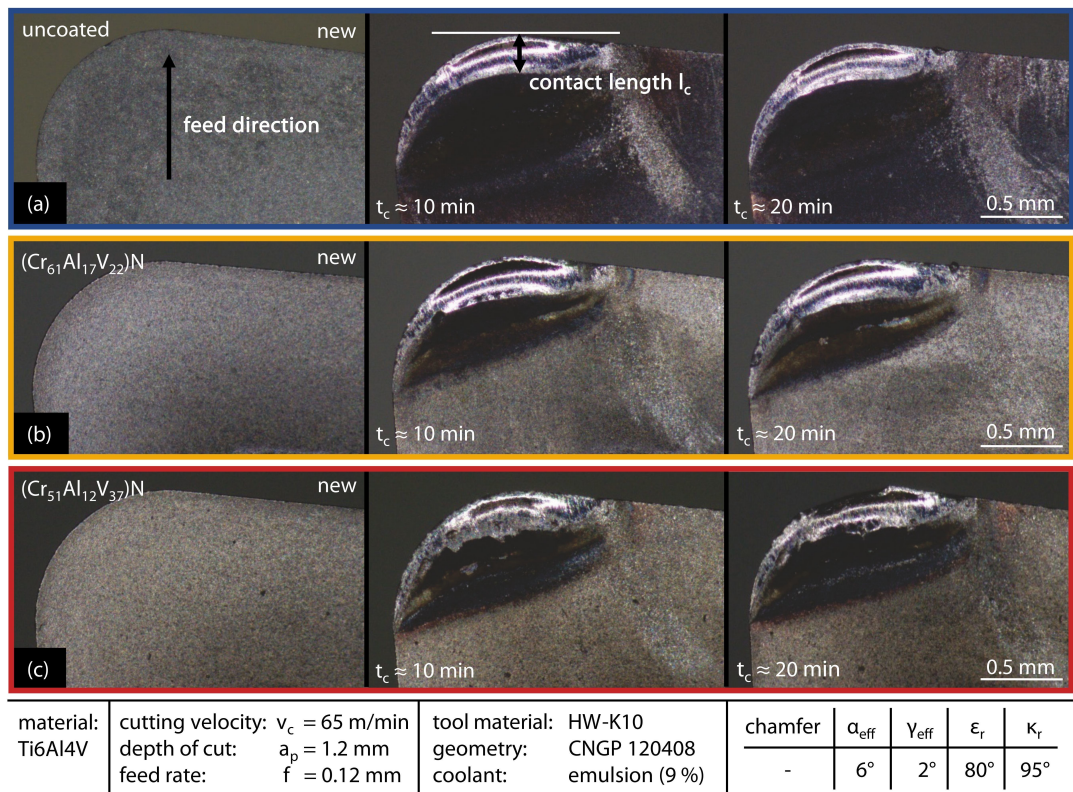 uncoated
new
feed direction
(a)
contact length l_c
t_c ≈ 10 min
t_c ≈ 20 min
0.5 mm
(Cr₆₁Al₁₇V₂₂)N
new
(b)
t_c ≈ 10 min
t_c ≈ 20 min
0.5 mm
(Cr₅₁Al₁₂V₃₇)N
new
(c)
t_c ≈ 10 min
t_c ≈ 20 min
0.5 mm
material:
Ti6Al4V
cutting velocity: v_c = 65 m/min
depth of cut: a_p = 1.2 mm
feed rate: f = 0.12 mm
tool material: HW-K10
geometry: CNGP 120408
coolant: emulsion (9 %)
chamfer α_eff γ_eff ε_r κ_r
- 6° 2° 80° 95°